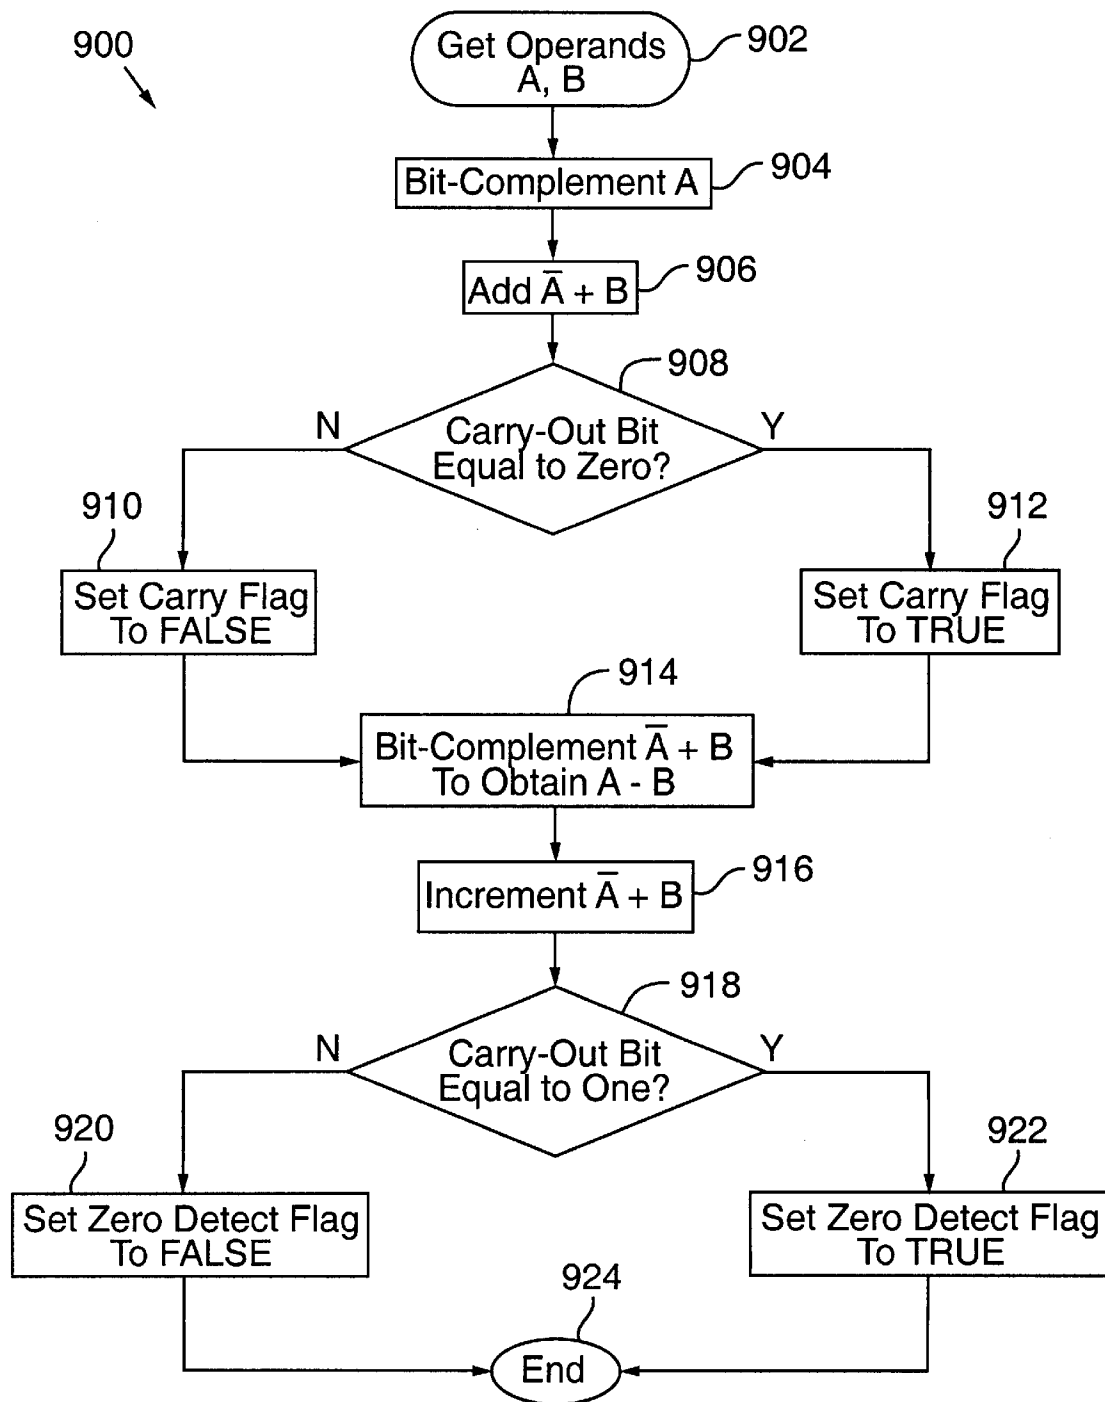 900
Get Operands
A, B
902
Bit-Complement A
904
Add A̅ + B
906
908
N
Carry-Out Bit
Equal to Zero?
Y
910
912
Set Carry Flag
To FALSE
Set Carry Flag
To TRUE
914
Bit-Complement A̅ + B
To Obtain A - B
916
Increment A̅ + B
918
N
Carry-Out Bit
Equal to One?
Y
920
922
Set Zero Detect Flag
To FALSE
Set Zero Detect Flag
To TRUE
924
End